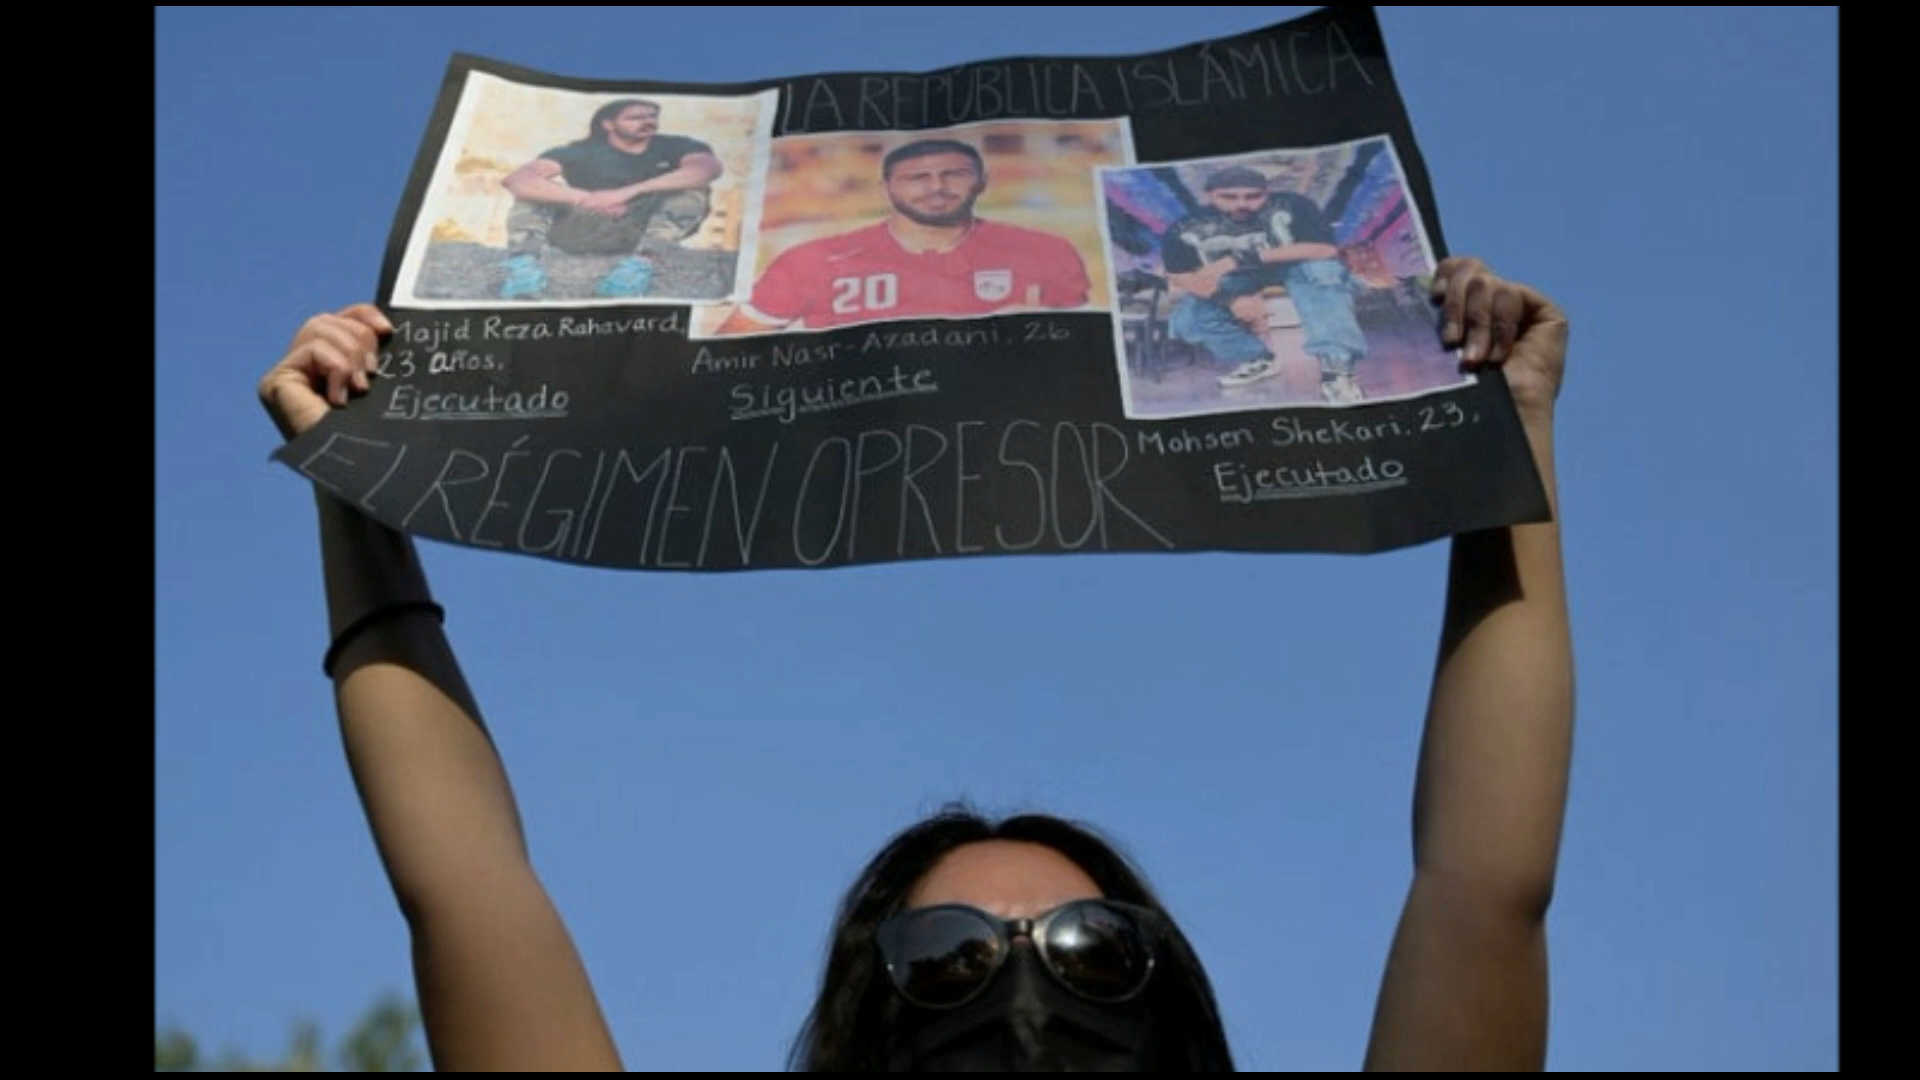 LA REPÚBLICA ISLÁMICA
20
Majid Reza Rahavard,
23 años.
Ejecutado
Amir Nasr-Azadani, 26
Siguiente
Mohsen Shekari. 23,
Ejecutado
EL RÉGIMEN OPRESOR